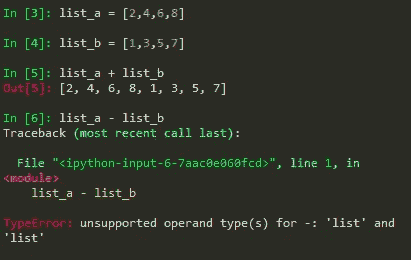 In [3]: list_a = [2,4,6,8]
In [4]: list_b = [1,3,5,7]
In [5]: list_a + list_b
Out[5]: [2, 4, 6, 8, 1, 3, 5, 7]
In [6]: list_a - list_b
Traceback (most recent call last):
File "<ipython-input-6-7aac0e060fcd>", line 1, in
<module>
list_a - list_b
TypeError: unsupported operand type(s) for -: 'list' and
'list'